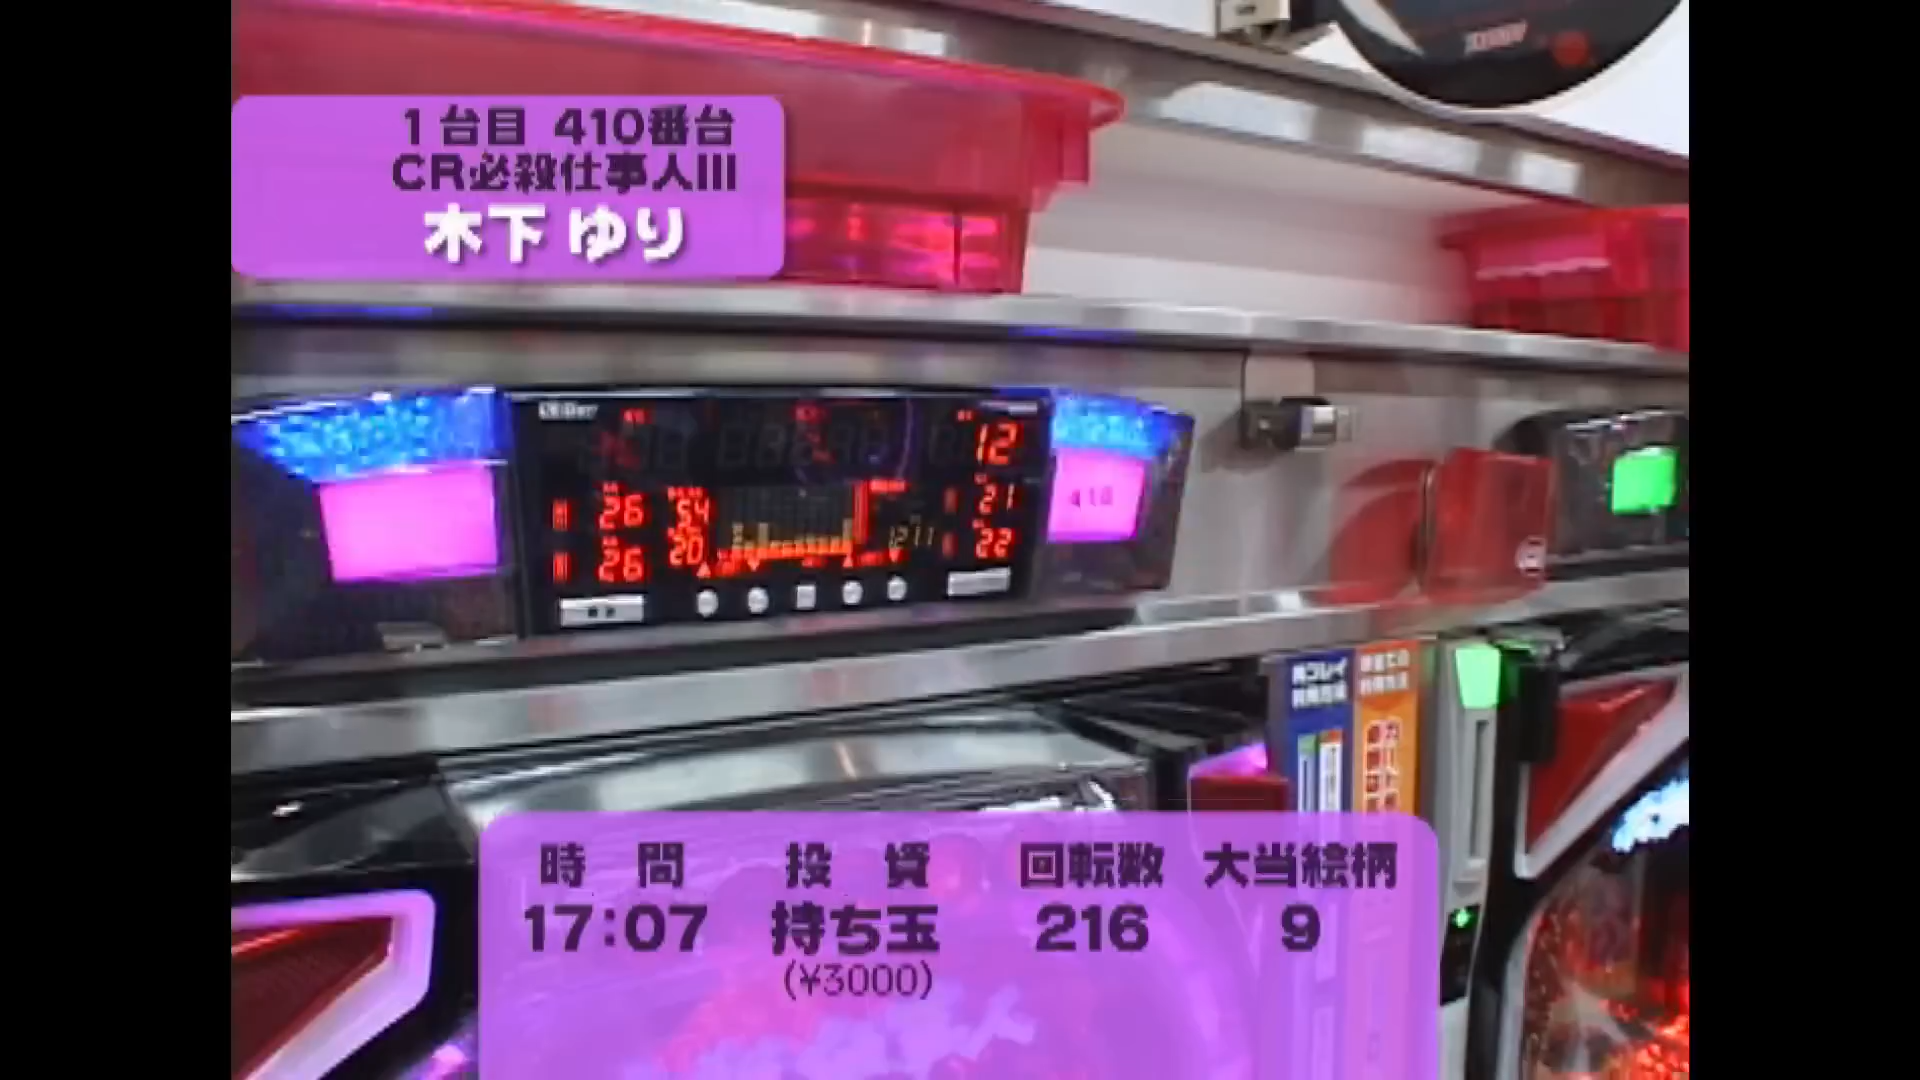 1台目 410番台
CR必殺仕事人III
木下 ゆり
12
26
54
21
26
20
1211
22
410
時 間 投 資 回転数 大当絵柄
17:07 持ち玉 216 9
(¥3000)